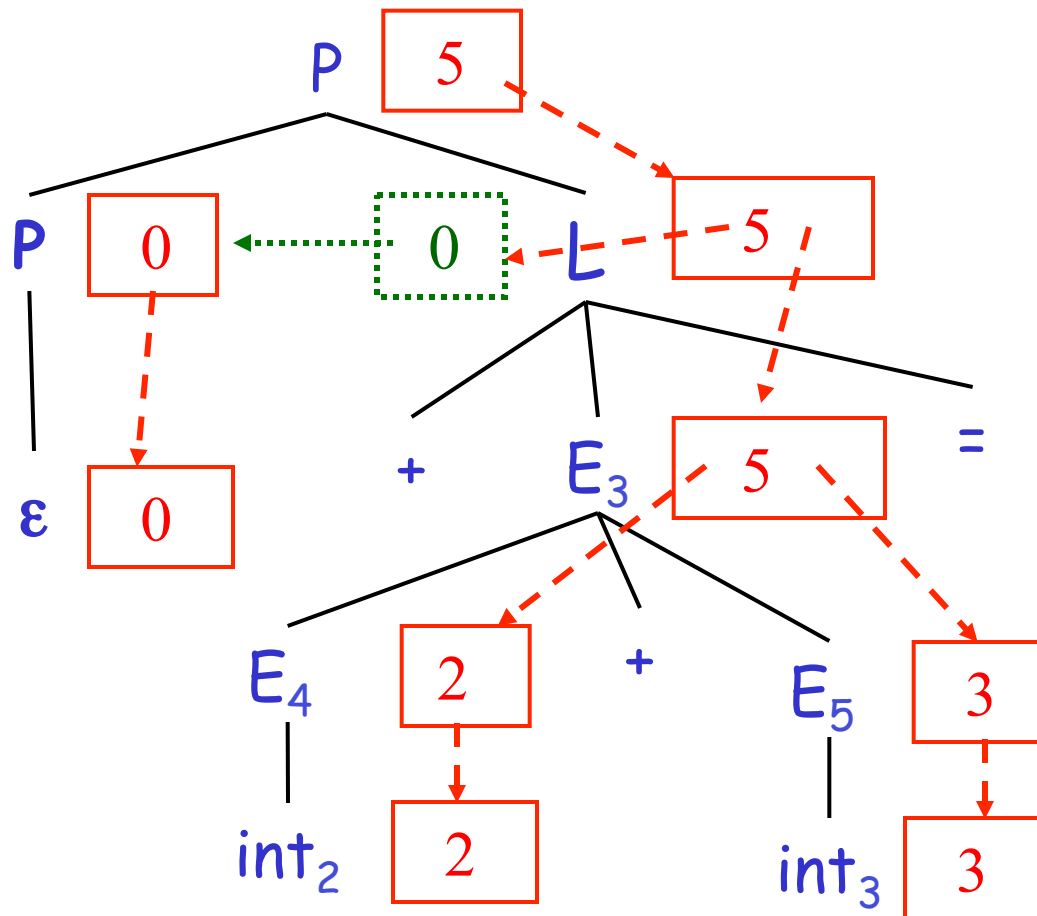 P 5
P 0 0 L 5
+ E₃ 5 =
ε 0
E₄ 2 + E₅ 3
int₂ 2 int₃ 3